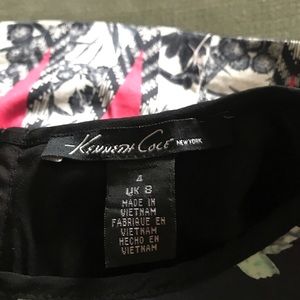 KENNETH COLE NEW YORK
4
UK 8
MADE IN
VIETNAM
FABRIQUE EN
VIETNAM
HECHO EN
VIETNAM